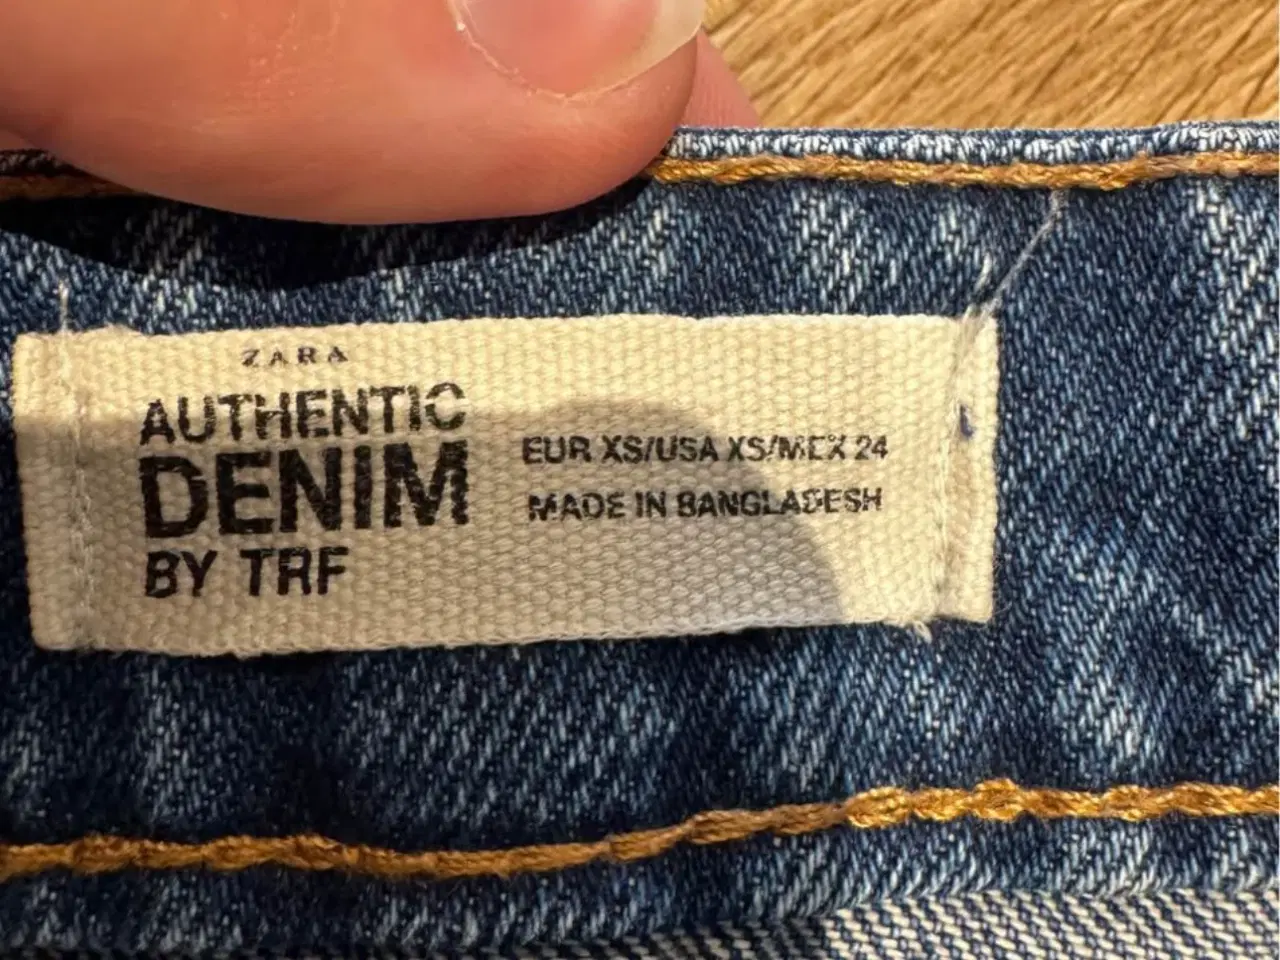 ZARA
AUTHENTIC
DENIM
BY TRF
EUR XS/USA XS/MEX 24
MADE IN BANGLADESH